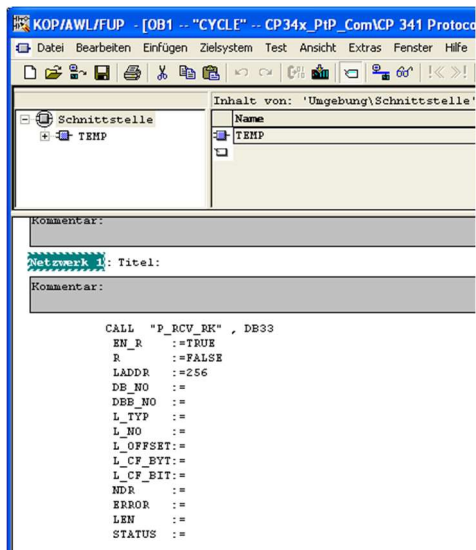 KOP/AWL/FUP - [OB1 -- "CYCLE" -- CP34x_PtP_Com\CP 341 Protoco
Datei Bearbeiten Einfügen Zielsystem Test Ansicht Extras Fenster Hilfe
Inhalt von: 'Umgebung\Schnittstelle'
Schnittstelle
Name
TEMP
TEMP
Kommentar:
Netzwerk 1: Titel:
Kommentar:
CALL "P_RCV_RK" , DB33
EN_R :=TRUE
R :=FALSE
LADDR :=256
DB_NO :=
DBB_NO :=
L_TYP :=
L_NO :=
L_OFFSET:=
L_CF_BYT:=
L_CF_BIT:=
NDR :=
ERROR :=
LEN :=
STATUS :=